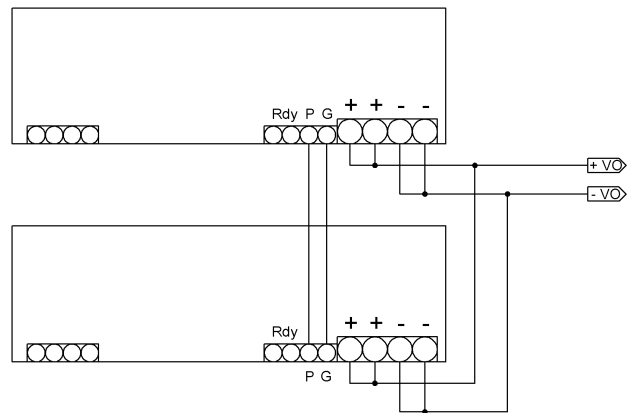 Rdy P G + + - -
+ VO
- VO
Rdy + + - -
P G